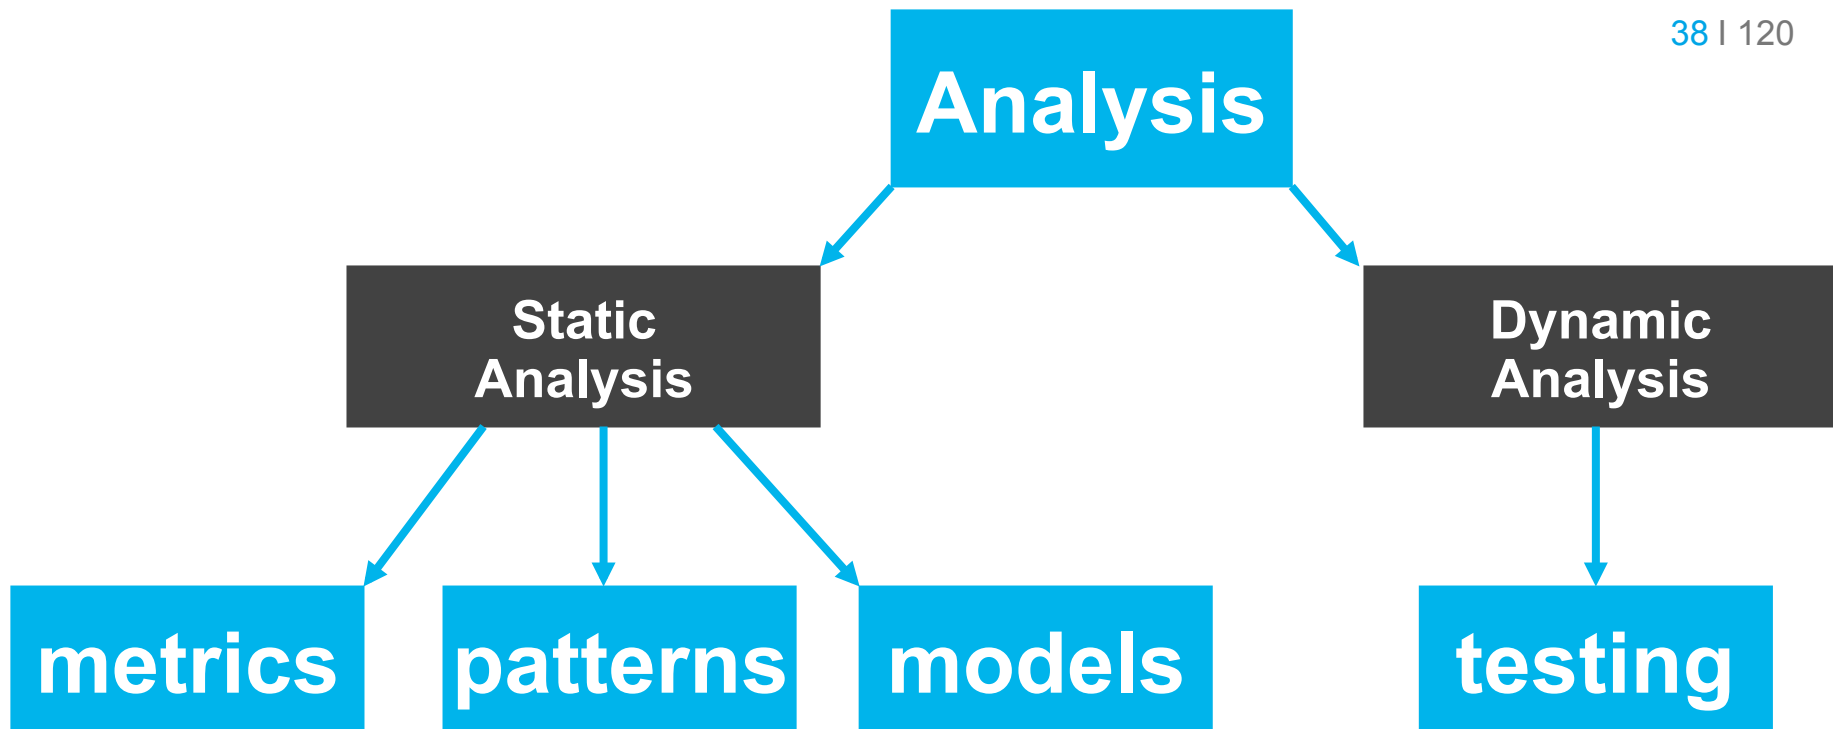 38 I 120
Analysis
Static
Analysis
Dynamic
Analysis
metrics
patterns
models
testing